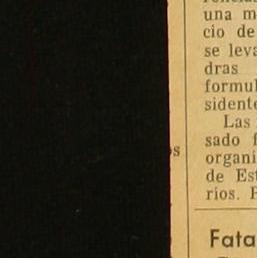 una m
cio de
se leva
dras
formul
sidente
Las
sado f
organi
de Est
rios.
Fata